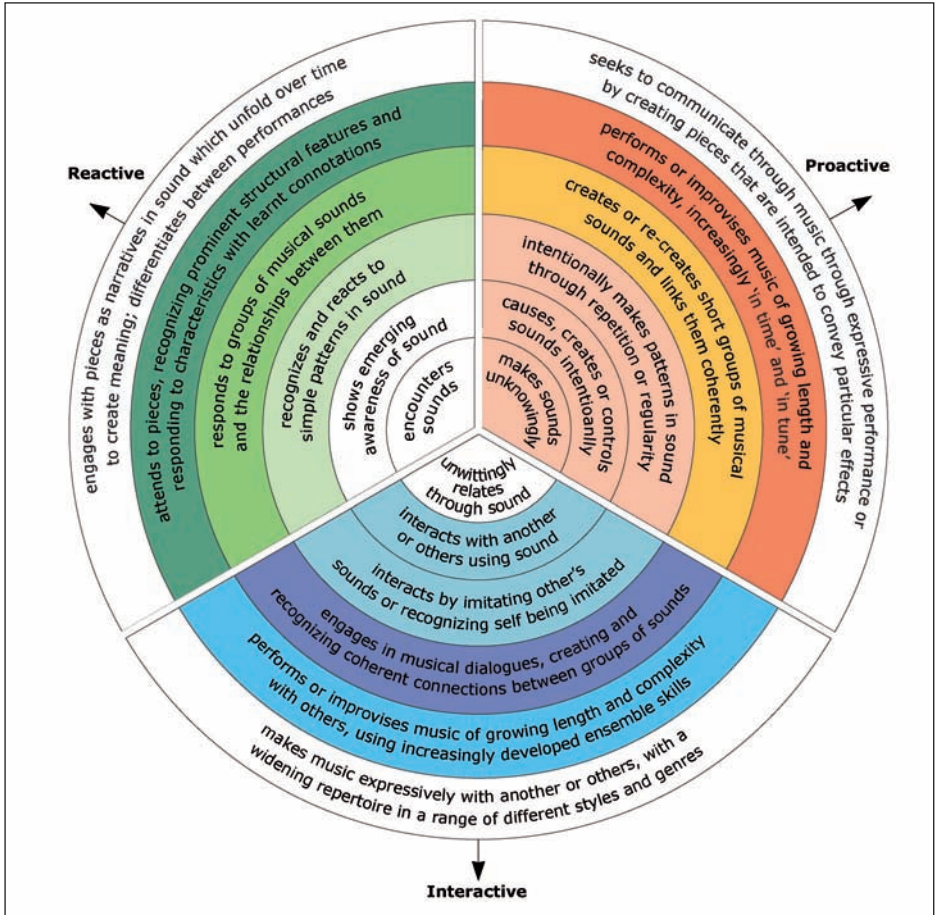 Reactive
engages with pieces as narratives in sound which unfold over time
to create meaning; differentiates between performances
attends to pieces, recognizing prominent structural features and
responding to characteristics with learnt connotations
responds to groups of musical sounds
and the relationships between them
recognizes and reacts to
simple patterns in sound
shows emerging
awareness of sound
encounters
sounds
Proactive
seeks to communicate through music through expressive performance or
by creating pieces that are intended to convey particular effects
performs or improvises music of growing length and
complexity, increasingly ‘in time’ and ‘in tune’
creates or re-creates short groups of musical
sounds and links them coherently
intentionally makes patterns in sound
through repetition or regularity
causes, creates or controls
sounds intentioanlly
makes sounds
unknowingly
unwittingly
relates
through sound
interacts with another
or others using sound
interacts by imitating other's
sounds or recognizing self being imitated
engages in musical dialogues, creating and
recognizing coherent connections between groups of sounds
performs or improvises music of growing length and complexity
with others, using increasingly developed ensemble skills
makes music expressively with another or others, with a
widening repertoire in a range of different styles and genres
Interactive